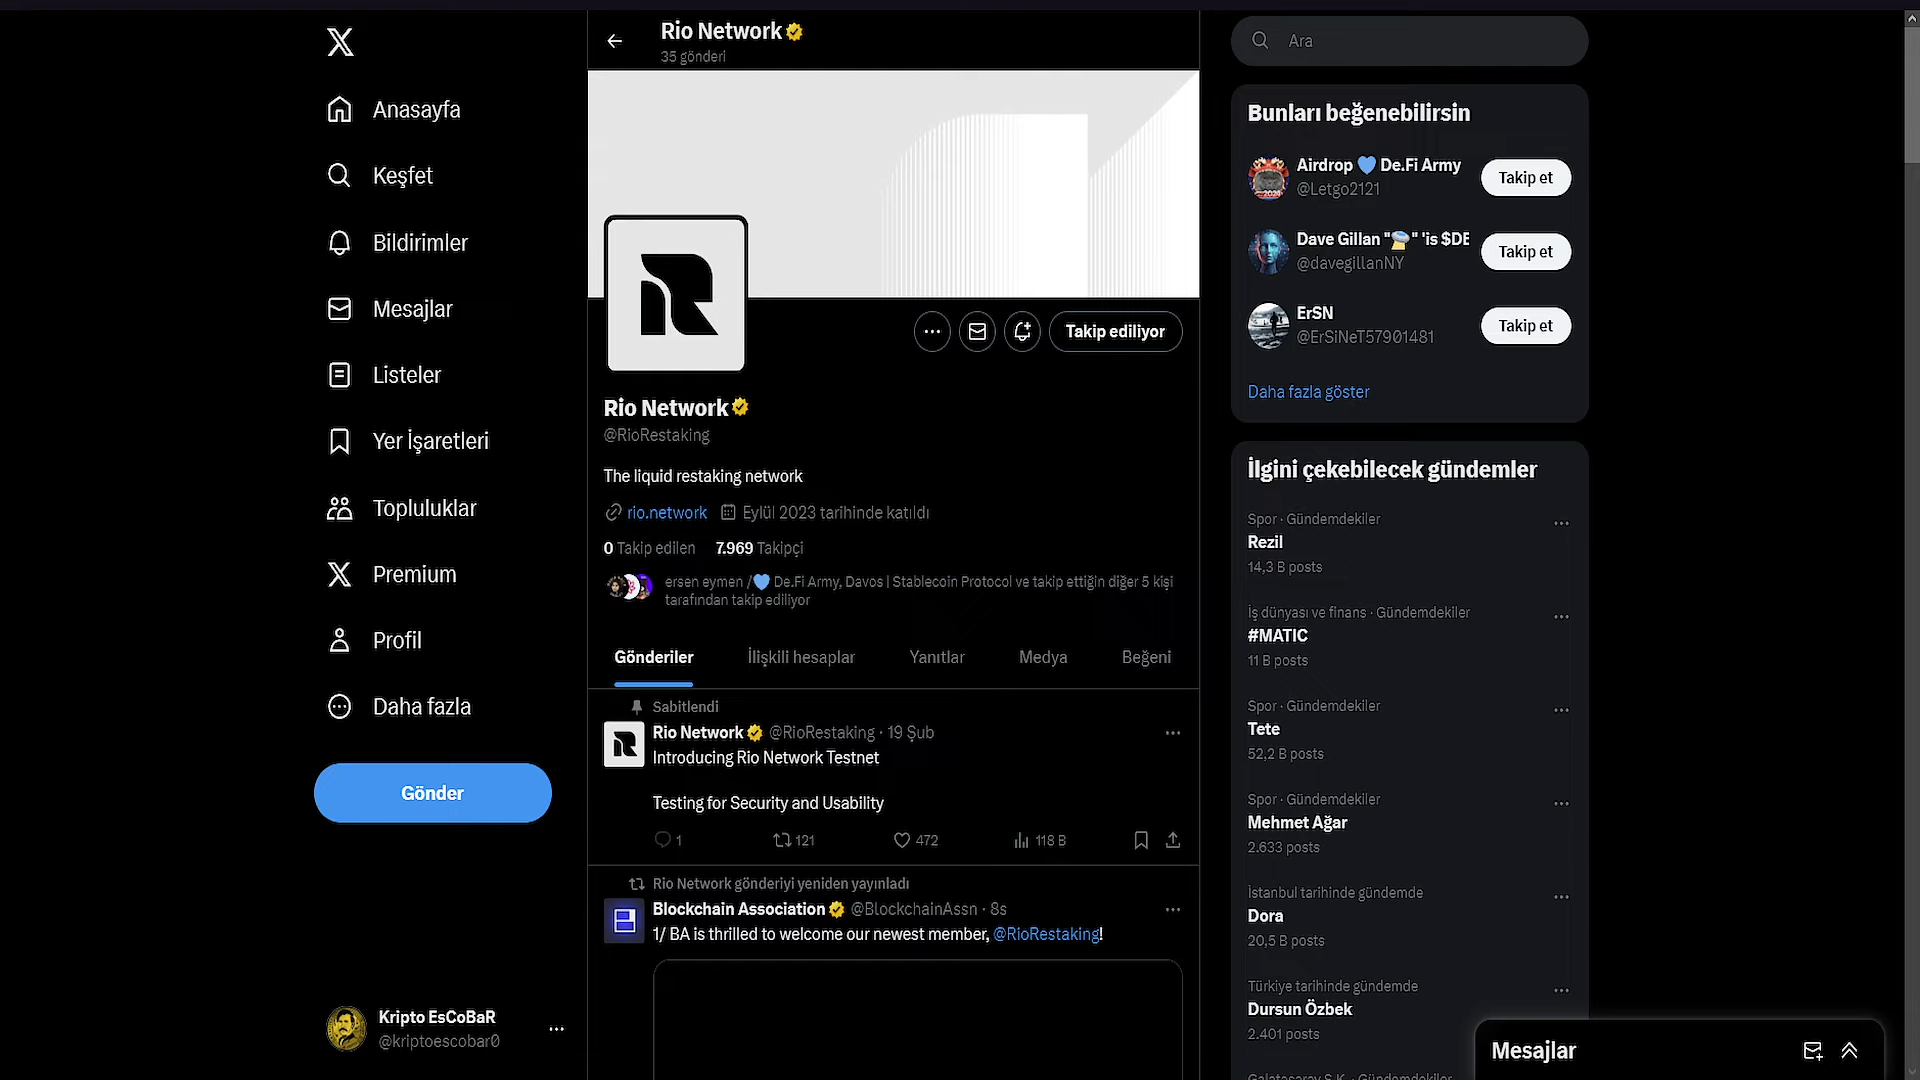 Anasayfa
Keşfet
Bildirimler
Mesajlar
Listeler
Yer İşaretleri
Topluluklar
Premium
Profil
Daha fazla
Gönder
Kripto EsCoBaR
@kriptoescobar0
Rio Network
35 gönderi
Takip ediliyor
Rio Network
@RioRestaking
The liquid restaking network
rio.network Eylül 2023 tarihinde katıldı
0 Takip edilen 7.969 Takipçi
ersen eymen /💙 De.Fi Army, Davos | Stablecoin Protocol ve takip ettiğin diğer 5 kişi
tarafından takip ediliyor
Gönderiler İlişkili hesaplar Yanıtlar Medya Beğeni
Sabitlendi
Rio Network @RioRestaking · 19 Şub
Introducing Rio Network Testnet
Testing for Security and Usability
1 121 472 118 B
Rio Network gönderiyi yeniden yayınladı
Blockchain Association @BlockchainAssn · 8s
1/ BA is thrilled to welcome our newest member, @RioRestaking!
Ara
Bunları beğenebilirsin
Airdrop 💙 De.Fi Army
@Letgo2121
Takip et
Dave Gillan "🛸" 'is $DE
@davegillanNY
Takip et
ErSN
@ErSiNeT57901481
Takip et
Daha fazla göster
İlgini çekebilecek gündemler
Spor · Gündemdekiler
Rezil
14,3 B posts
İş dünyası ve finans · Gündemdekiler
#MATIC
11 B posts
Spor · Gündemdekiler
Tete
52,2 B posts
Spor · Gündemdekiler
Mehmet Ağar
2.633 posts
İstanbul tarihinde gündemde
Dora
20,5 B posts
Türkiye tarihinde gündemde
Dursun Özbek
2.401 posts
Galatasaray S.K. · Gündemdekiler
Mesajlar